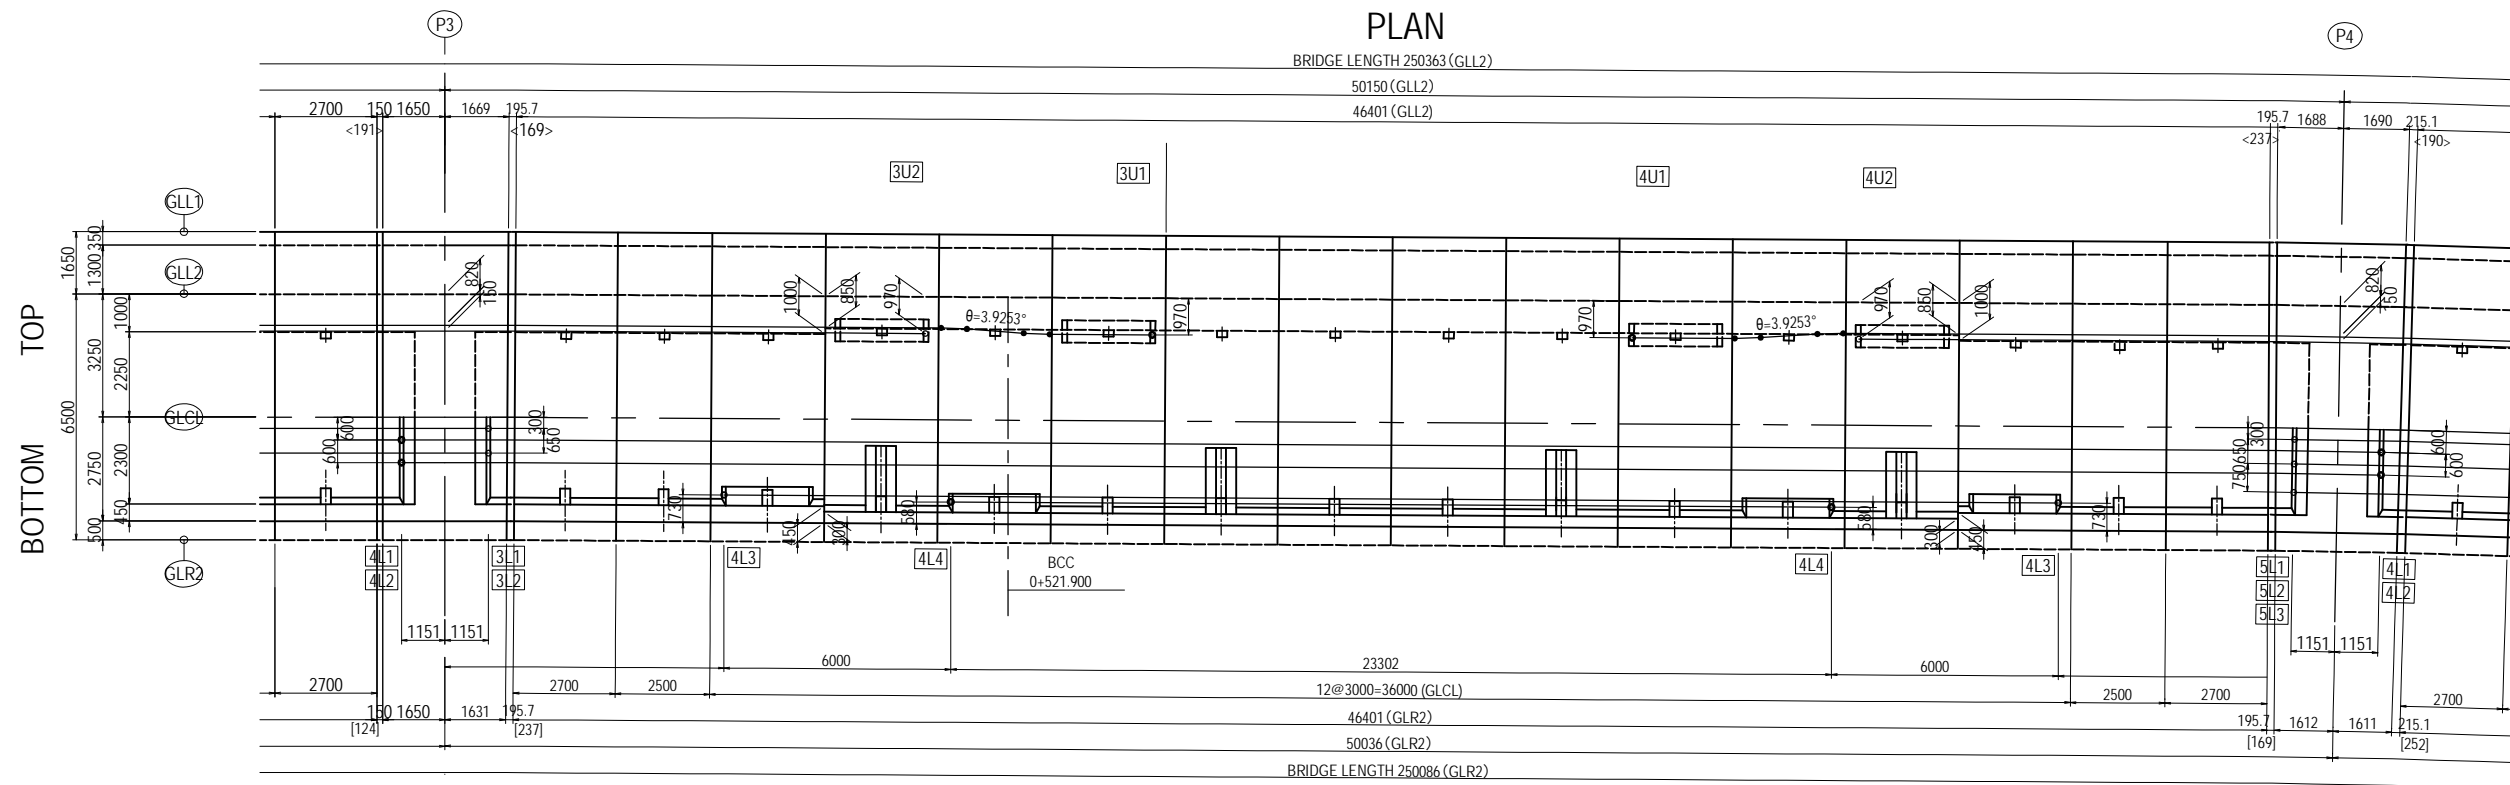 PLAN
P3
P4
BRIDGE LENGTH 250363(GLL2)
50150(GLL2)
2700
150
1650
1669
195.7
46401(GLL2)
195.7
1688
1690
215.1
<191>
<169>
<237>
<190>
3U2
3U1
4U1
4U2
GLL1
GLL2
GLCL
GLR2
TOP
BOTTOM
350
1650
1300
1000
3250
2250
6500
2750
2300
450
500
820
150
1000
850
970
θ=3.9253°
970
970
θ=3.9253°
970
850
1000
820
150
600
600
300
650
300
650
750
600
600
730
450
300
580
580
300
450
730
4L1
4L2
3L1
3L2
4L3
4L4
BCC
0+521.900
4L4
4L3
5L1
5L2
5L3
4L1
4L2
1151
1151
1151
1151
6000
23302
6000
2700
2700
2500
12@3000=36000 (GLCL)
2500
2700
2700
150
1650
1631
195.7
46401(GLR2)
195.7
1612
1611
215.1
[124]
[237]
[169]
[252]
50036(GLR2)
BRIDGE LENGTH 250086(GLR2)